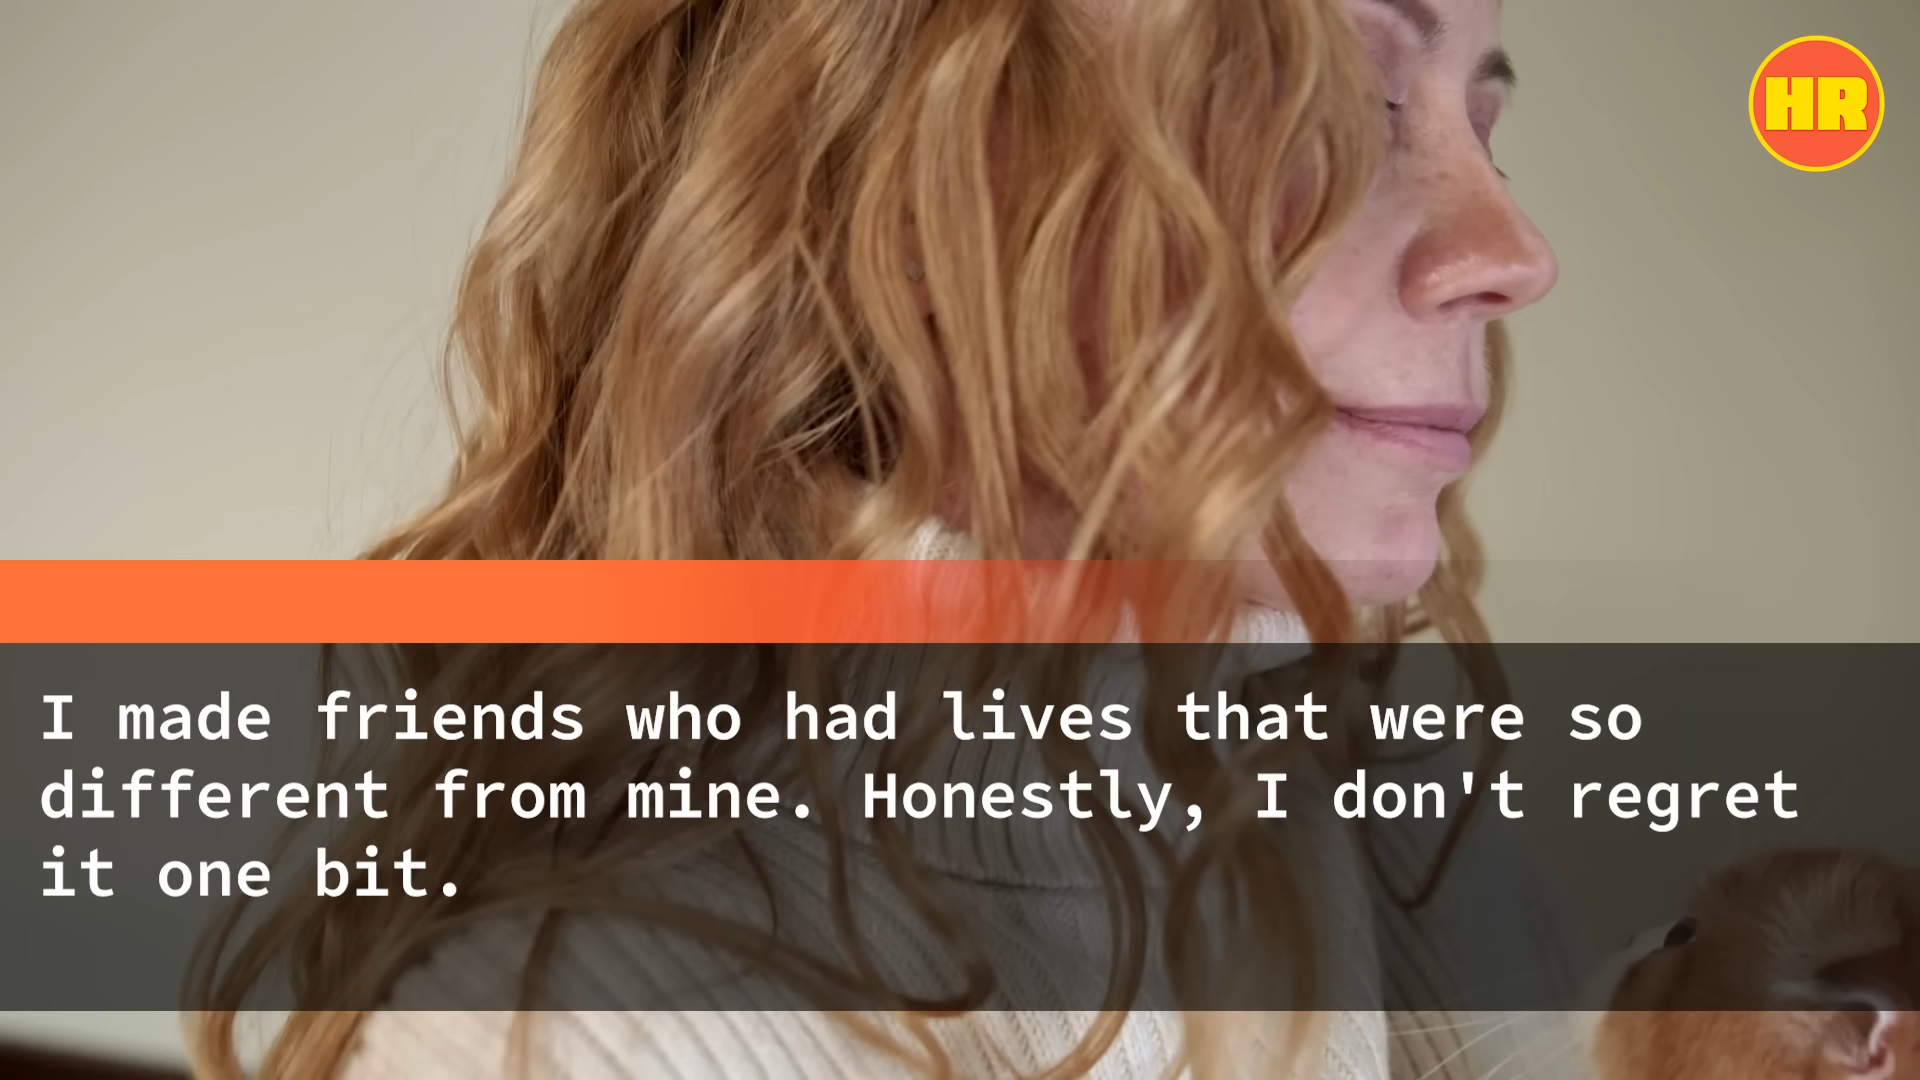 HR
I made friends who had lives that were so
different from mine. Honestly, I don't regret
it one bit.